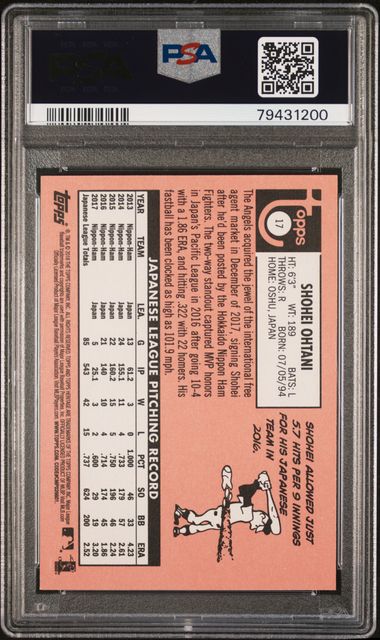 PSA
79431200
topps
117
SHOHEI OHTANI
HT: 6'3" WT: 189 BATS: L
THROWS: R BORN: 07/05/94
HOME: OSHU, JAPAN
The Angels acquired the jewel of the international free
agent market in December of 2017, signing Shohei
after he'd been posted by the Hokkaido Nippon Ham
Fighters. The two-way standout captured MVP honors
in Japan's Pacific League in 2016 after going 10-4
with a 1.86 ERA, and hitting .322 with 22 homers. His
fastball has been clocked as high as 101.9 mph.
SHOHEI ALLOWED JUST
5.7 HITS PER 9 INNINGS
FOR HIS JAPANESE
TEAM IN
2016.
JAPANESE LEAGUE PITCHING RECORD
YEAR TEAM LEA IP W L PCT SO BB ERA
2013 Nippon-Ham Japan 13 61.2 3 0 1.000 46 33 4.23
2014 Nippon-Ham Japan 24 155.1 11 4 .733 179 57 2.61
2015 Nippon-Ham Japan 22 160.2 15 5 .750 196 46 2.24
2016 Nippon-Ham Japan 21 140 10 4 .714 174 45 1.86
2017 Nippon-Ham Japan 5 25.1 3 2 .600 29 19 3.20
Japanese League Totals 85 543 42 15 .737 624 200 2.52
Topps